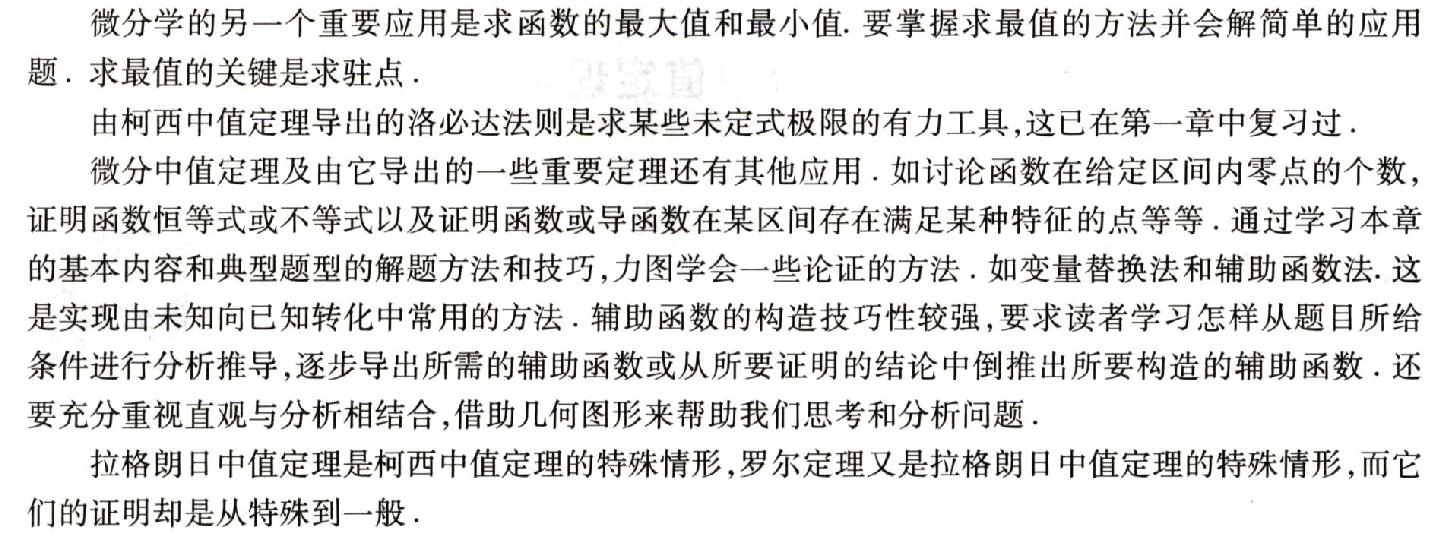 微分学的另一个重要应用是求函数的最大值和最小值. 要掌握求最值的方法并会解简单的应用
题. 求最值的关键是求驻点.
由柯西中值定理导出的洛必达法则是求某些未定式极限的有力工具,这已在第一章中复习过.
微分中值定理及由它导出的一些重要定理还有其他应用. 如讨论函数在给定区间内零点的个数,
证明函数恒等式或不等式以及证明函数或导函数在某区间存在满足某种特征的点等等. 通过学习本章
的基本内容和典型题型的解题方法和技巧,力图学会一些论证的方法. 如变量替换法和辅助函数法. 这
是实现由未知向已知转化中常用的方法. 辅助函数的构造技巧性较强,要求读者学习怎样从题目所给
条件进行分析推导,逐步导出所需的辅助函数或从所要证明的结论中倒推出所要构造的辅助函数. 还
要充分重视直观与分析相结合,借助几何图形来帮助我们思考和分析问题.
拉格朗日中值定理是柯西中值定理的特殊情形,罗尔定理又是拉格朗日中值定理的特殊情形,而它
们的证明却是从特殊到一般.